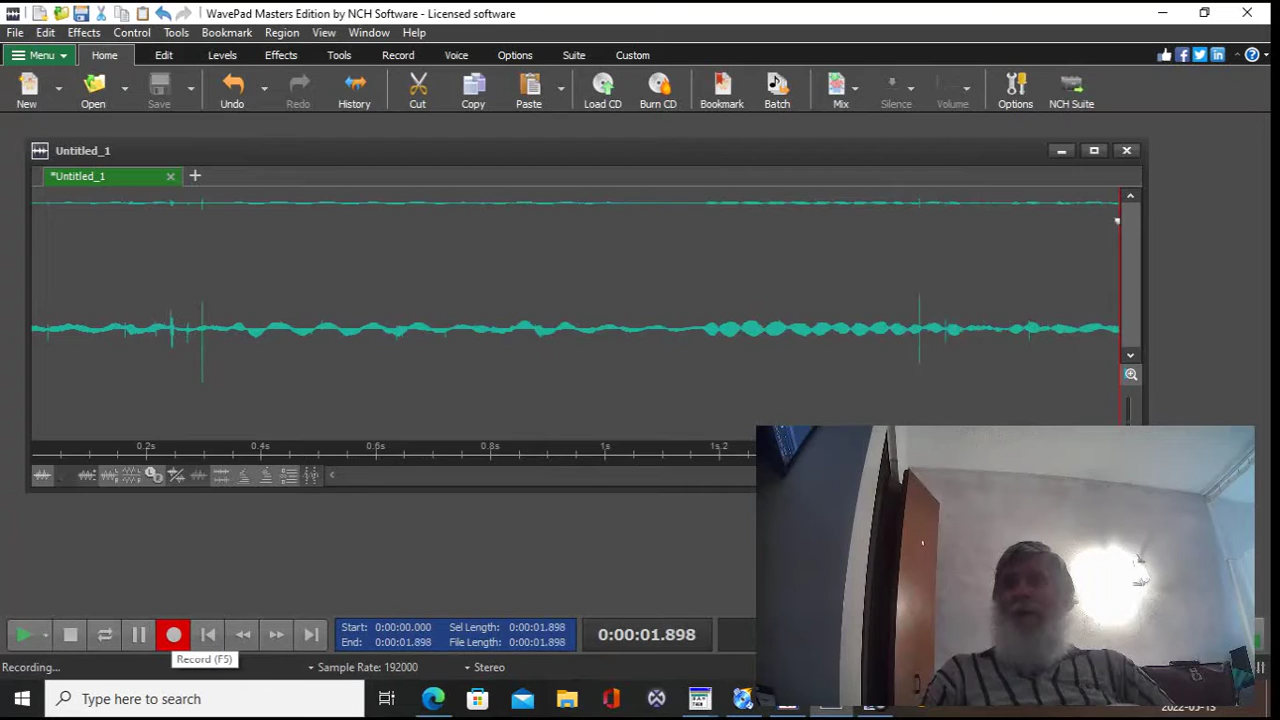 WavePad Masters Edition by NCH Software - Licensed software
File Edit Effects Control Tools Bookmark Region View Window Help
Menu Home Edit Levels Effects Tools Record Voice Options Suite Custom
New Open Save Undo Redo History Cut Copy Paste Load CD Burn CD Bookmark Batch Mix Silence Volume Options NCH Suite
Untitled_1
*Untitled_1
0.2s 0.4s 0.6s 0.8s 1s 1s.2
Start: 0:00:00.000 Sel Length: 0:00:01.898
End: 0:00:01.898 File Length: 0:00:01.898
0:00:01.898
Record (F5)
Recording... Sample Rate: 192000 Stereo
Type here to search
2022-03-13